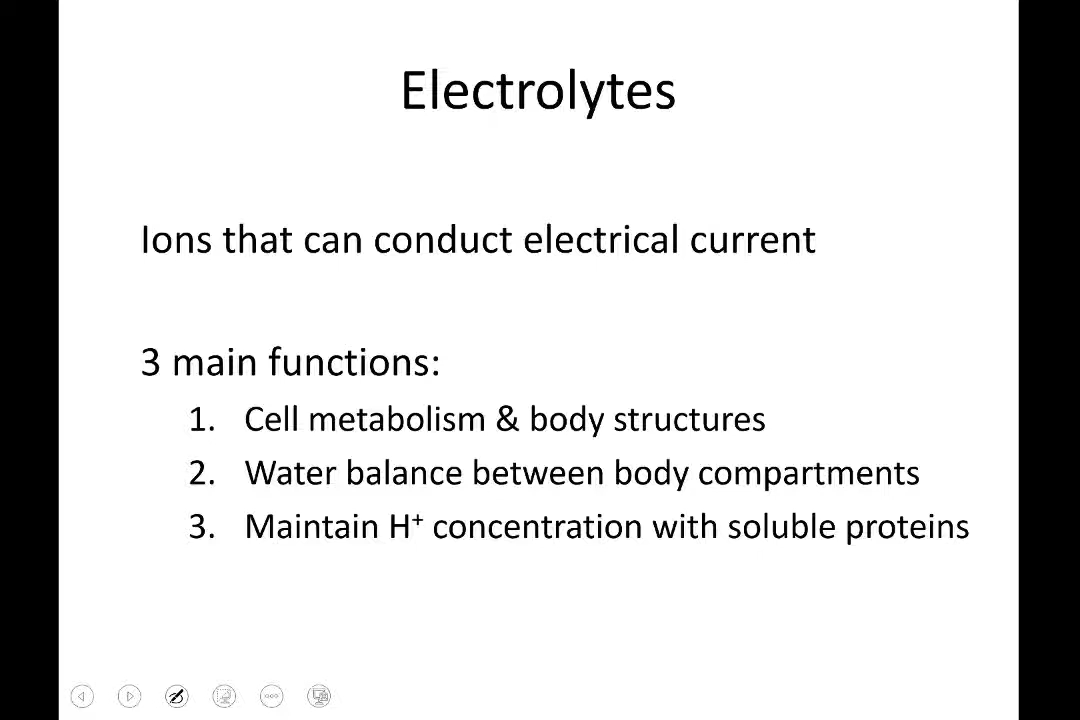 Electrolytes
Ions that can conduct electrical current
3 main functions:
1. Cell metabolism & body structures
2. Water balance between body compartments
3. Maintain H⁺ concentration with soluble proteins